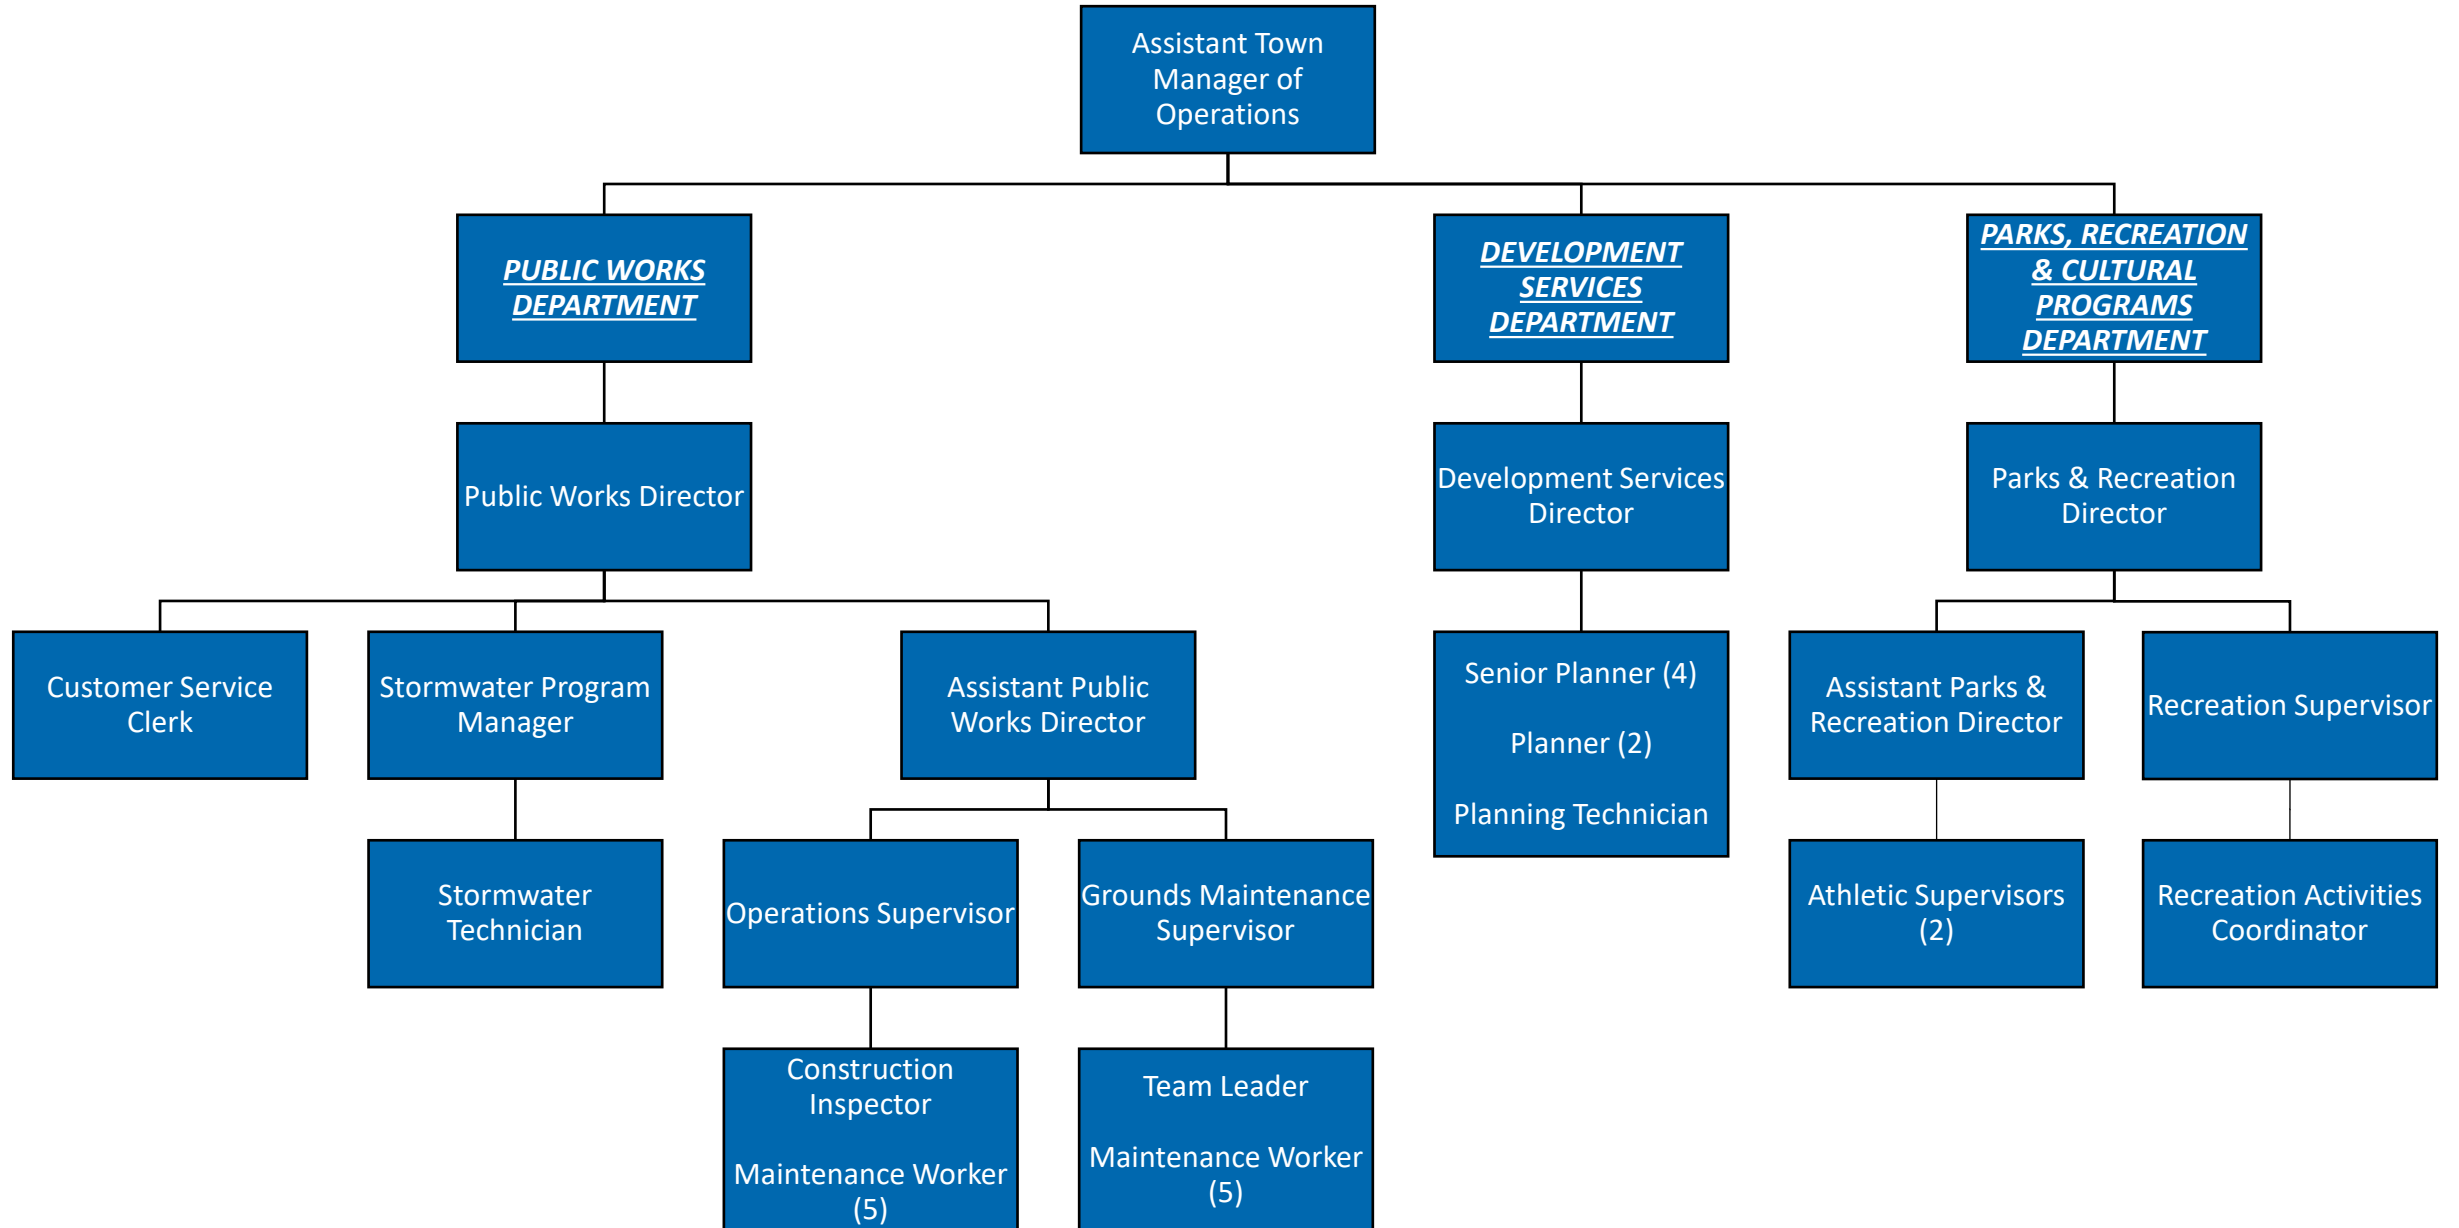 Assistant Town
Manager of
Operations
PUBLIC WORKS
DEPARTMENT
DEVELOPMENT
SERVICES
DEPARTMENT
PARKS, RECREATION
& CULTURAL
PROGRAMS
DEPARTMENT
Public Works Director
Development Services
Director
Parks & Recreation
Director
Customer Service
Clerk
Stormwater Program
Manager
Assistant Public
Works Director
Senior Planner (4)
Planner (2)
Planning Technician
Assistant Parks &
Recreation Director
Recreation Supervisor
Stormwater
Technician
Operations Supervisor
Grounds Maintenance
Supervisor
Athletic Supervisors
(2)
Recreation Activities
Coordinator
Construction
Inspector
Maintenance Worker
(5)
Team Leader
Maintenance Worker
(5)